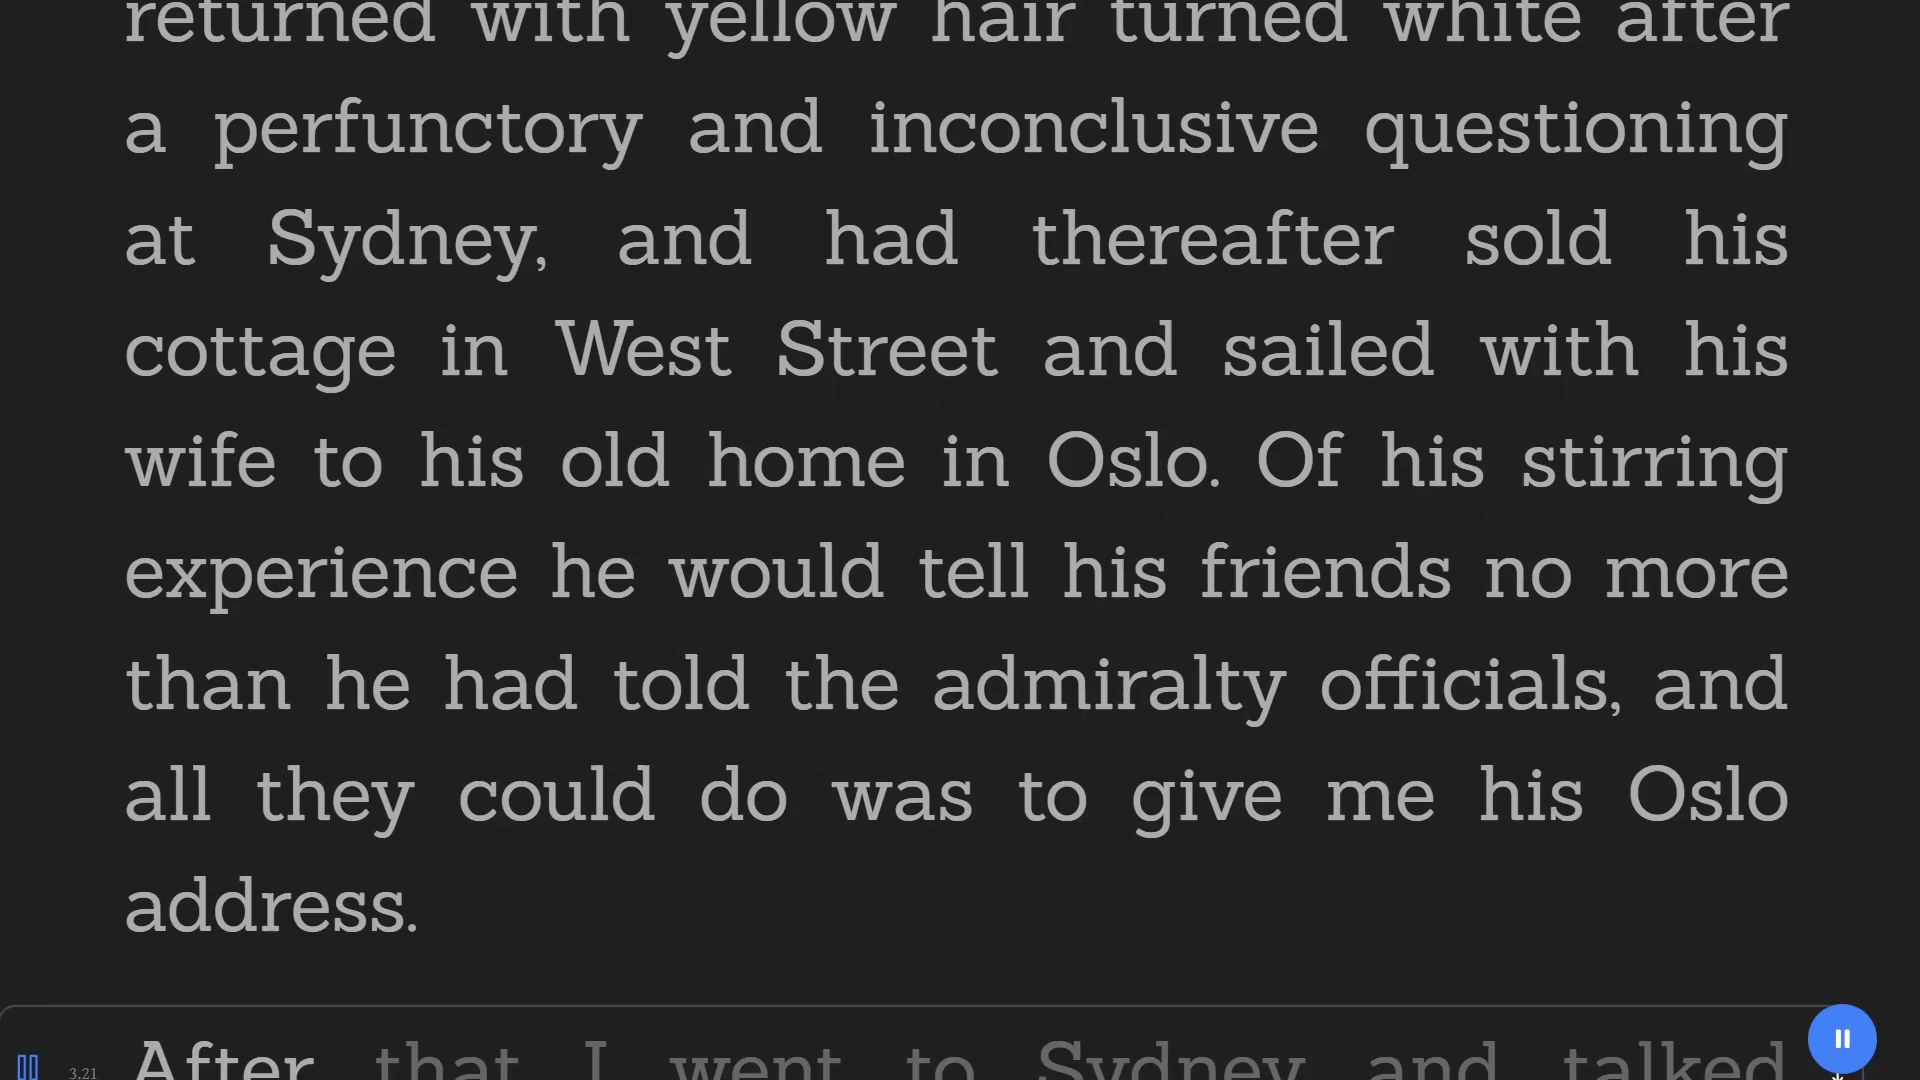 returned with yellow hair turned white after
a perfunctory and inconclusive questioning
at Sydney, and had thereafter sold his
cottage in West Street and sailed with his
wife to his old home in Oslo. Of his stirring
experience he would tell his friends no more
than he had told the admiralty officials, and
all they could do was to give me his Oslo
address.
3.21 After that I went to Sydney and talked